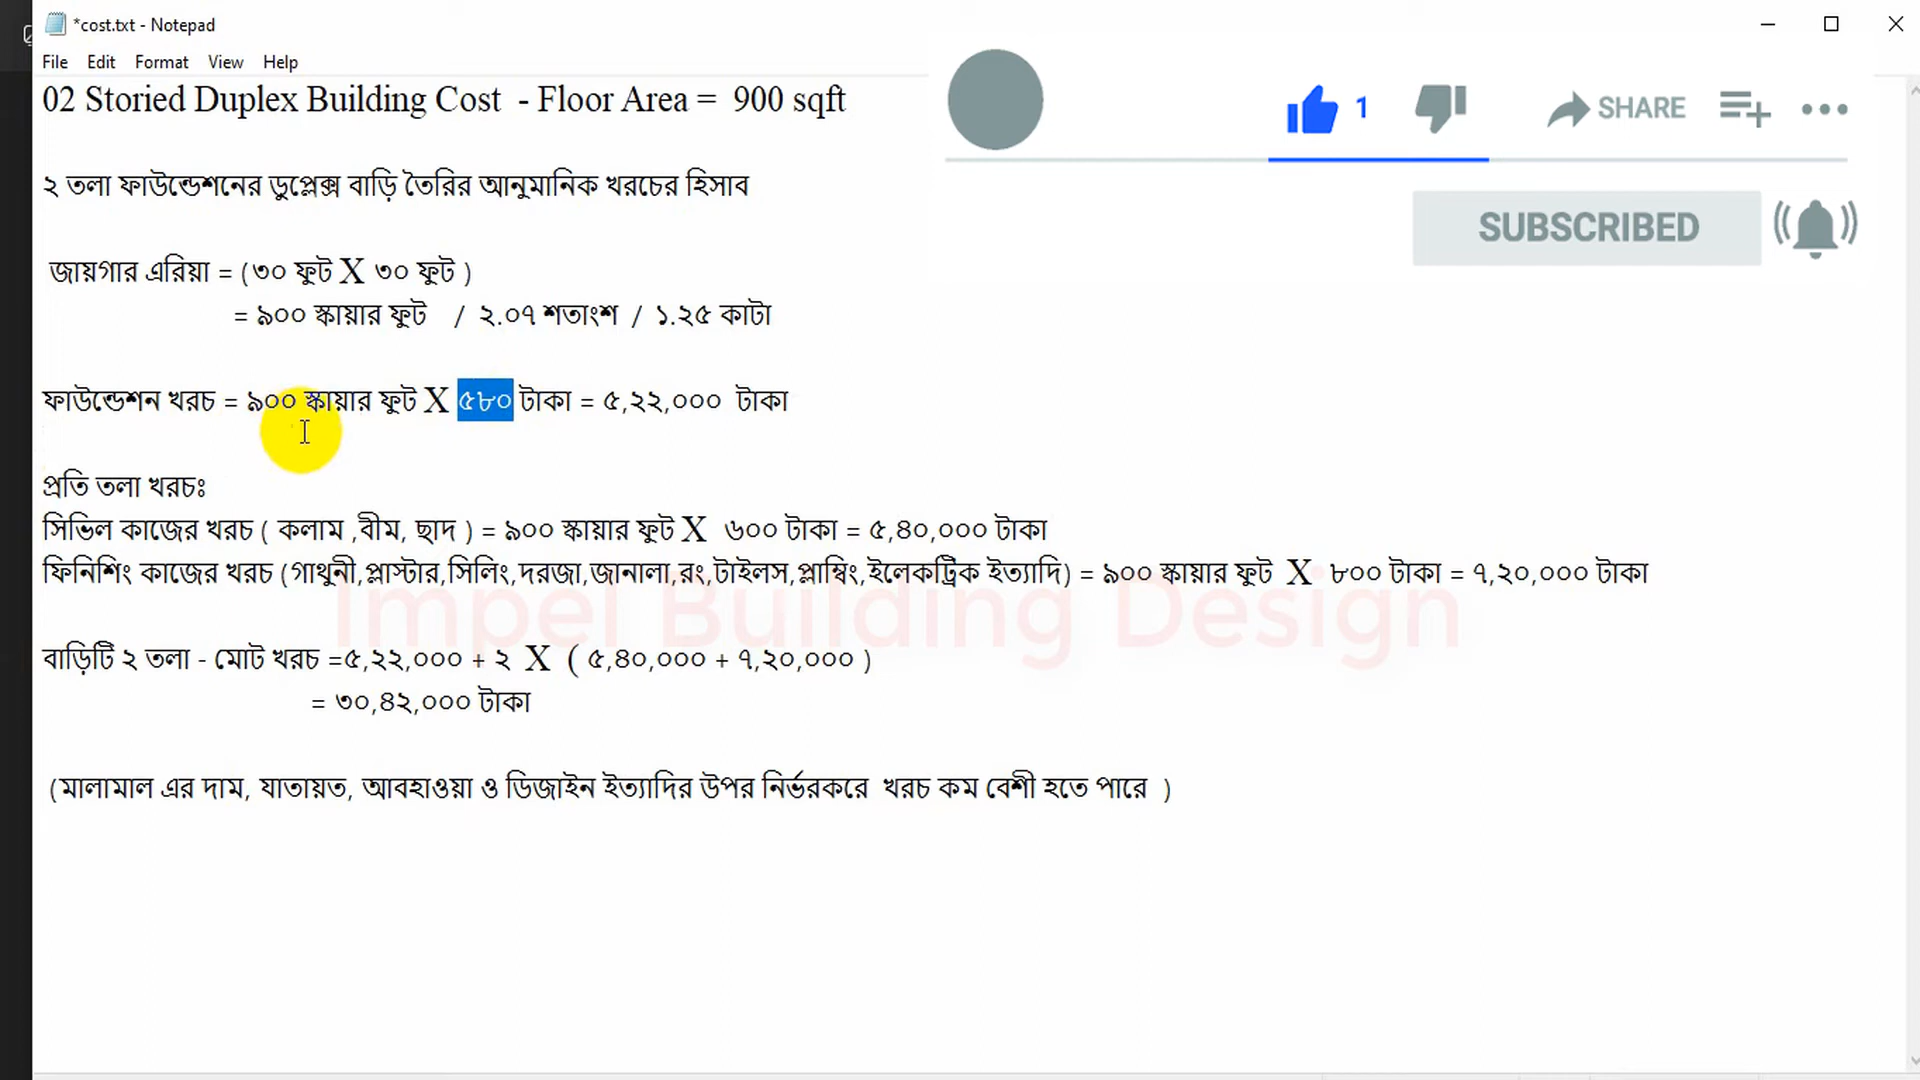 *cost.txt - Notepad
File Edit Format View Help
02 Storied Duplex Building Cost - Floor Area = 900 sqft
1
SHARE
SUBSCRIBED
২ তলা ফাউন্ডেশনের ডুপ্লেক্স বাড়ি তৈরির আনুমানিক খরচের হিসাব
জায়গার এরিয়া = (৩০ ফুট X ৩০ ফুট )
= ৯০০ স্কায়ার ফুট / ২.০৭ শতাংশ / ১.২৫ কাটা
ফাউন্ডেশন খরচ = ৯০০ স্কায়ার ফুট X ৫৮০ টাকা = ৫,২২,০০০ টাকা
প্রতি তলা খরচঃ
সিভিল কাজের খরচ ( কলাম ,বীম, ছাদ ) = ৯০০ স্কায়ার ফুট X ৬০০ টাকা = ৫,৪০,০০০ টাকা
ফিনিশিং কাজের খরচ (গাথুনী,প্লাস্টার,সিলিং,দরজা,জানালা,রং,টাইলস,প্লাম্বিং,ইলেকট্রিক ইত্যাদি) = ৯০০ স্কায়ার ফুট X ৮০০ টাকা = ৭,২০,০০০ টাকা
Impel Building Design
বাড়িটি ২ তলা - মোট খরচ =৫,২২,০০০ + ২ X ( ৫,৪০,০০০ + ৭,২০,০০০ )
= ৩০,৪২,০০০ টাকা
(মালামাল এর দাম, যাতায়ত, আবহাওয়া ও ডিজাইন ইত্যাদির উপর নির্ভরকরে খরচ কম বেশী হতে পারে )